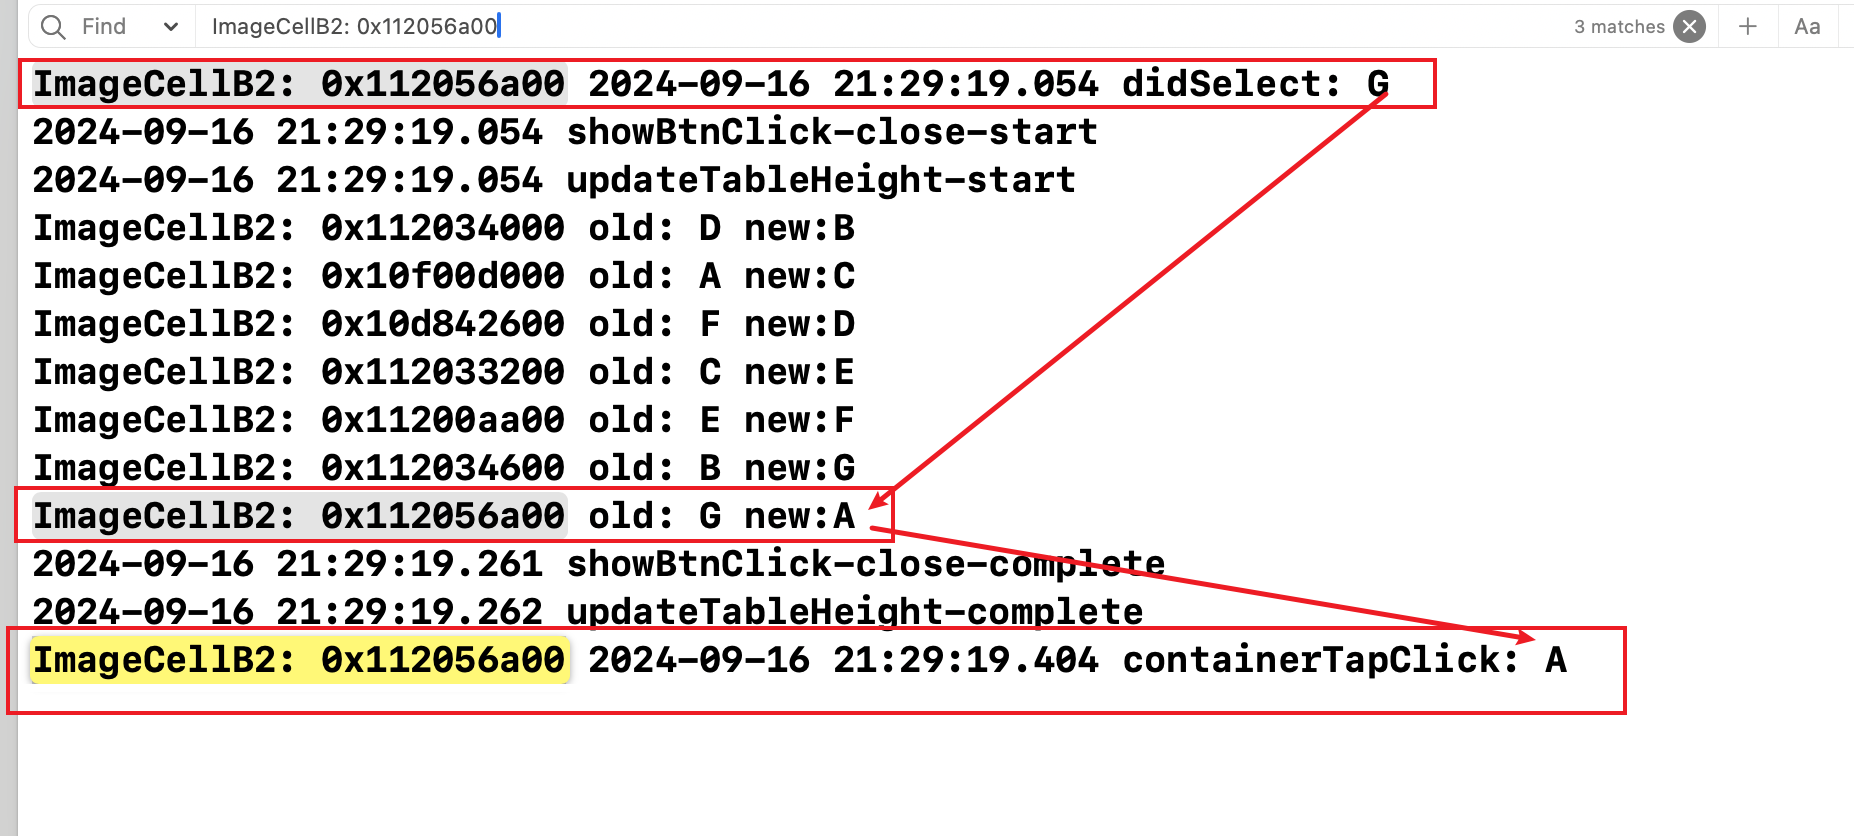 Find ImageCellB2: 0x112056a00 3 matches Aa
ImageCellB2: 0x112056a00 2024-09-16 21:29:19.054 didSelect: G
2024-09-16 21:29:19.054 showBtnClick-close-start
2024-09-16 21:29:19.054 updateTableHeight-start
ImageCellB2: 0x112034000 old: D new:B
ImageCellB2: 0x10f00d000 old: A new:C
ImageCellB2: 0x10d842600 old: F new:D
ImageCellB2: 0x112033200 old: C new:E
ImageCellB2: 0x11200aa00 old: E new:F
ImageCellB2: 0x112034600 old: B new:G
ImageCellB2: 0x112056a00 old: G new:A
2024-09-16 21:29:19.261 showBtnClick-close-complete
2024-09-16 21:29:19.262 updateTableHeight-complete
ImageCellB2: 0x112056a00 2024-09-16 21:29:19.404 containerTapClick: A